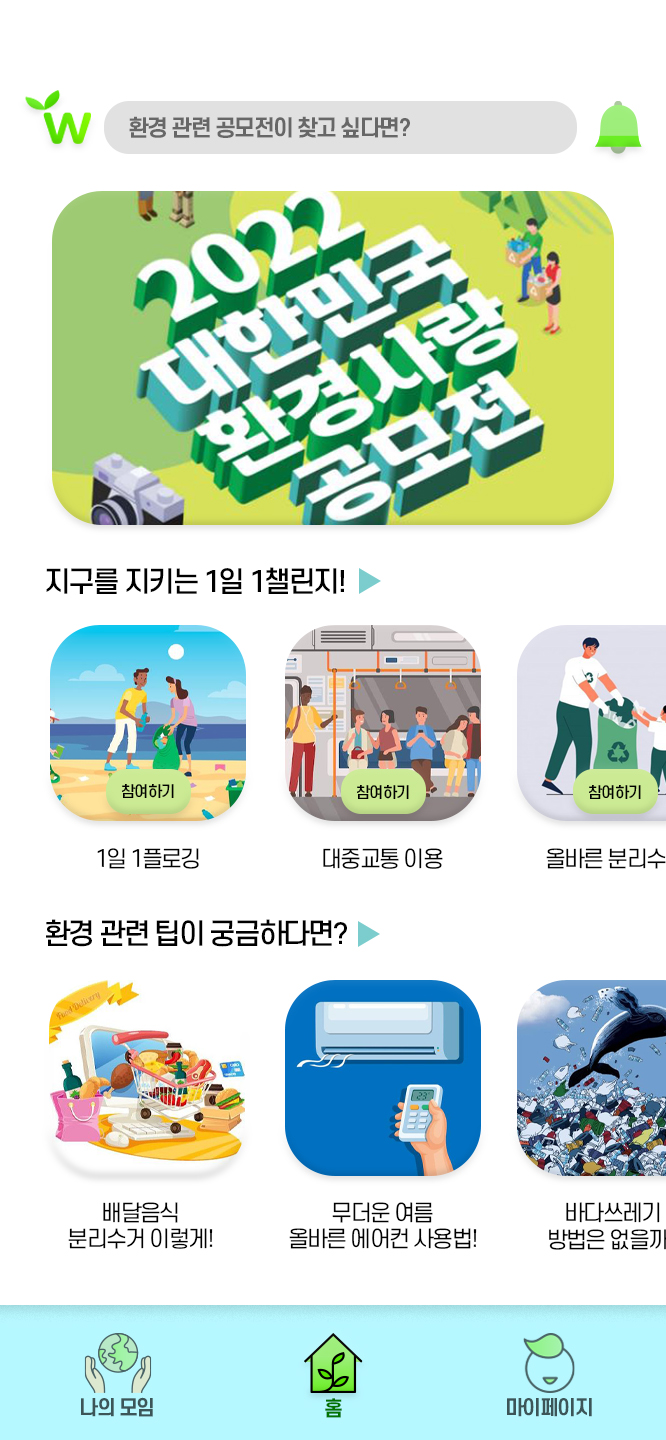 W
환경 관련 공모전이 찾고 싶다면?
2022
대한민국
환경사랑
공모전
지구를 지키는 1일 1챌린지!
참여하기
참여하기
참여하기
1일 1플로깅
대중교통 이용
올바른 분리수
환경 관련 팁이 궁금하다면?
Food Delivery
23
배달음식
분리수거 이렇게!
무더운 여름
올바른 에어컨 사용법!
바다쓰레기
방법은 없을까
나의 모임
홈
마이페이지